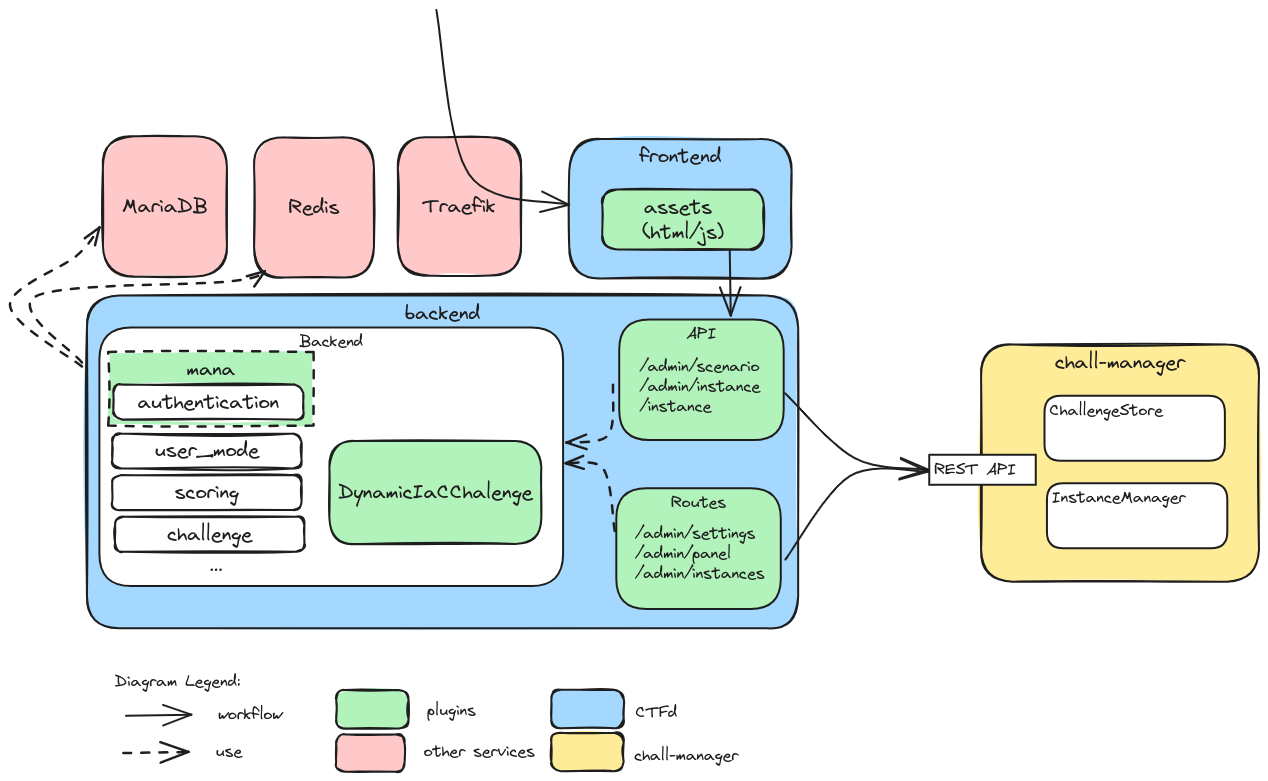 MariaDB
Redis
Traefik
frontend
assets
(html/js)
backend
Backend
mana
authentication
user_mode
scoring
challenge
...
DynamicIaCChalenge
API
/admin/scenario
/admin/instance
/instance
Routes
/admin/settings
/admin/panel
/admin/instances
REST API
chall-manager
ChallengeStore
InstanceManager
Diagram Legend:
workflow
use
plugins
other services
CTFd
chall-manager